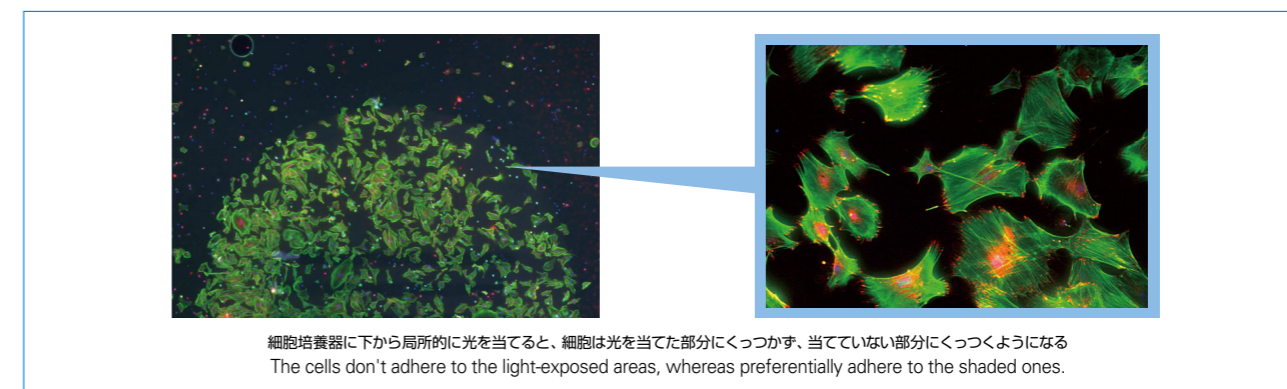 細胞培養器に下から局所的に光を当てると、細胞は光を当てた部分にくっつかず、当てていない部分にくっつくようになる
The cells don't adhere to the light-exposed areas, whereas preferentially adhere to the shaded ones.